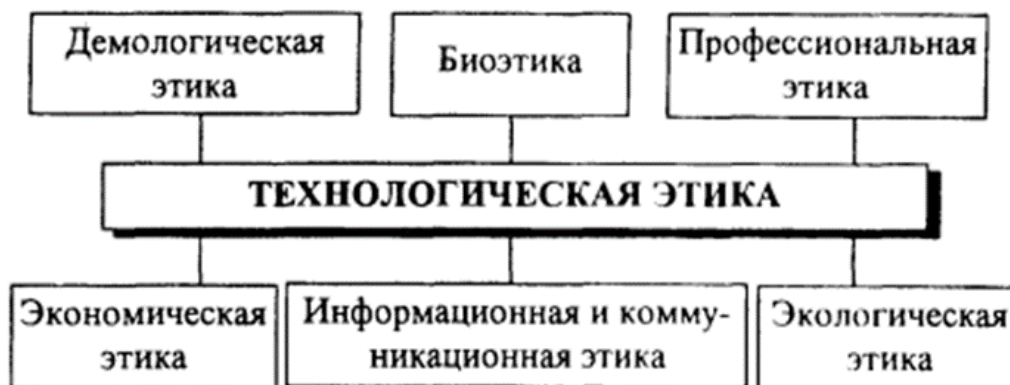 Демологическая
этика
Биоэтика
Профессиональная
этика
ТЕХНОЛОГИЧЕСКАЯ ЭТИКА
Экономическая
этика
Информационная и комму-
никационная этика
Экологическая
этика